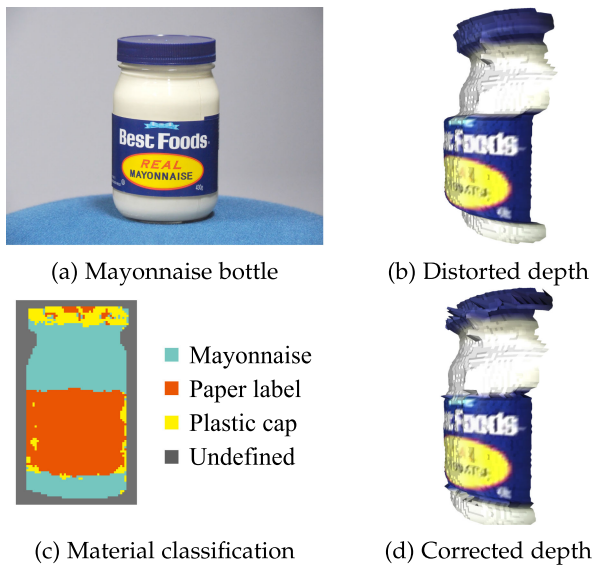 Best Foods
REAL
MAYONNAISE
(a) Mayonnaise bottle
(b) Distorted depth
Mayonnaise
Paper label
Plastic cap
Undefined
(c) Material classification
(d) Corrected depth